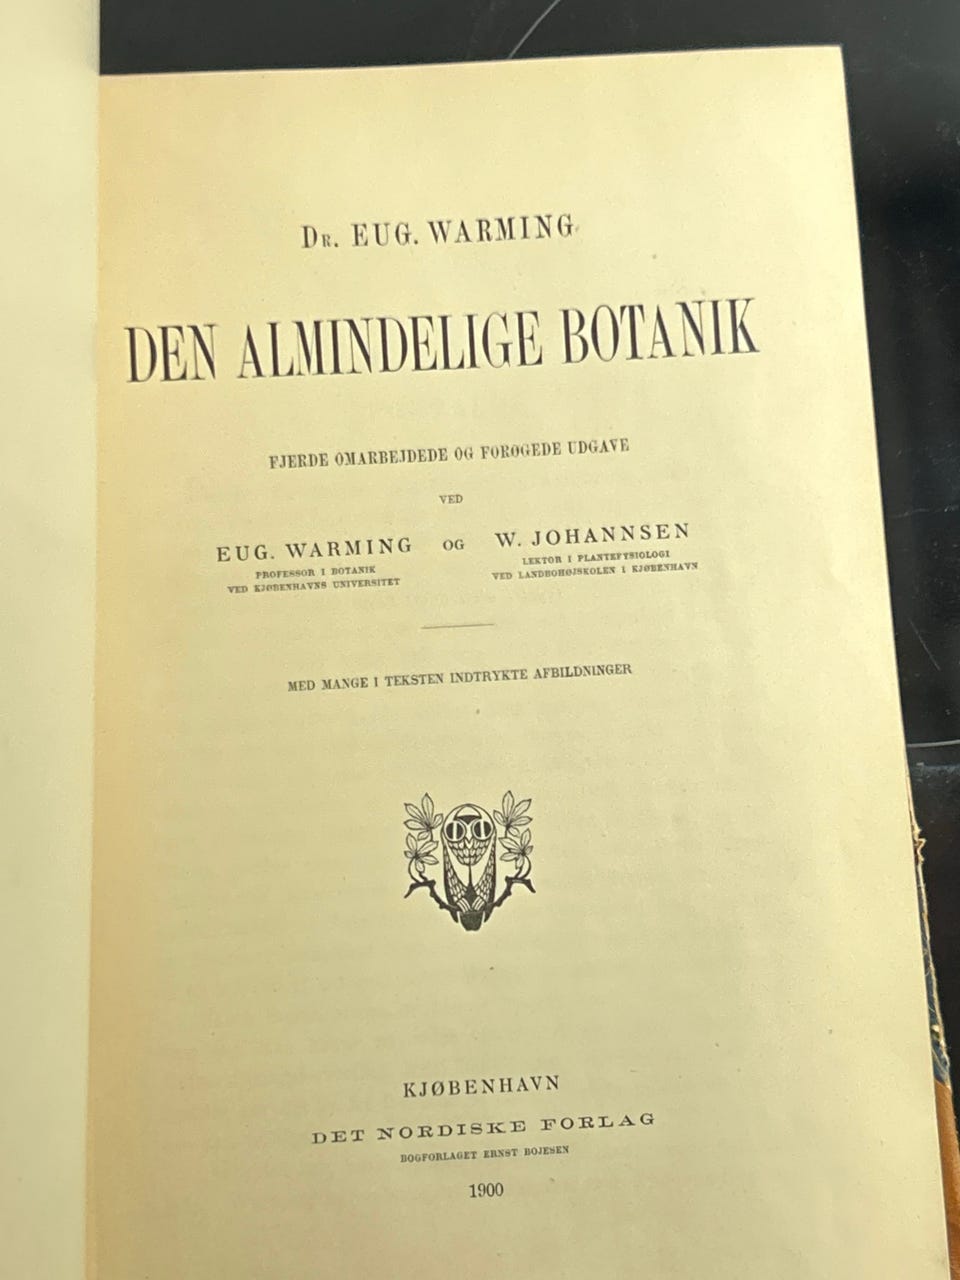 DR. EUG. WARMING
DEN ALMINDELIGE BOTANIK
FJERDE OMARBEJDEDE OG FORØGEDE UDGAVE
VED
EUG. WARMING OG W. JOHANNSEN
PROFESSOR I BOTANIK
VED KJØBENHAVNS UNIVERSITET
LEKTOR I PLANTEFYSIOLOGI
VED LANDBOHØJSKOLEN I KJØBENHAVN
MED MANGE I TEKSTEN INDTRYKTE AFBILDNINGER
KJØBENHAVN
DET NORDISKE FORLAG
BOGFORLAGET ERNST BOJESEN
1900